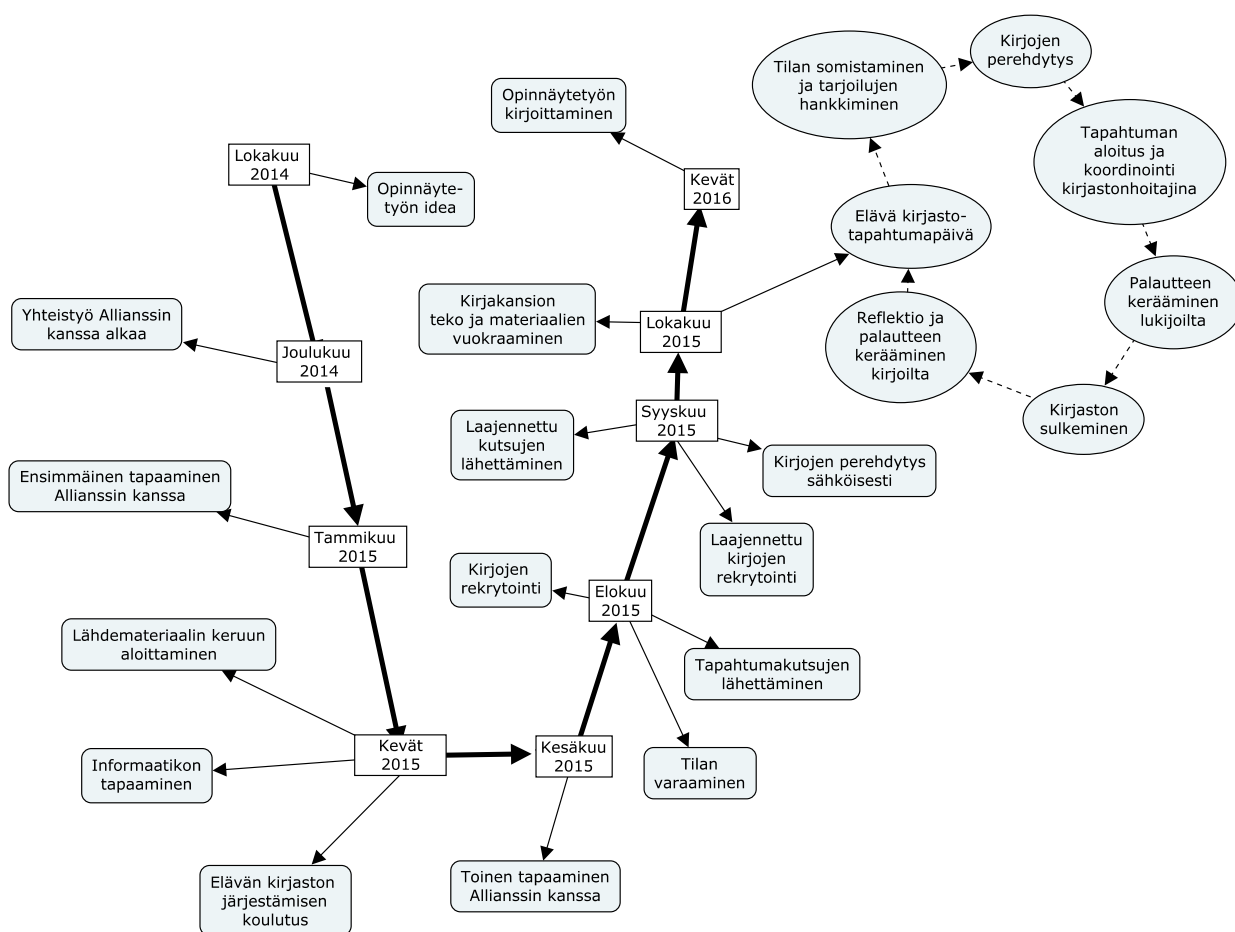 Lokakuu
2014
Opinnäyte-
työn idea
Yhteistyö Allianssin
kanssa alkaa
Joulukuu
2014
Ensimmäinen tapaaminen
Allianssin kanssa
Tammikuu
2015
Lähdemateriaalin keruun
aloittaminen
Informaatikon
tapaaminen
Kevät
2015
Elävän kirjaston
järjestämisen
koulutus
Kesäkuu
2015
Toinen tapaaminen
Allianssin kanssa
Kirjojen
rekrytointi
Elokuu
2015
Tapahtumakutsujen
lähettäminen
Tilan
varaaminen
Laajennettu
kutsujen
lähettäminen
Syyskuu
2015
Kirjojen perehdytys
sähköisesti
Laajennettu
kirjojen
rekrytointi
Kirjakansion
teko ja materiaalien
vuokraaminen
Lokakuu
2015
Opinnäytetyön
kirjoittaminen
Kevät
2016
Elävä kirjasto-
tapahtumapäivä
Tilan somistaminen
ja tarjoilujen
hankkiminen
Kirjojen
perehdytys
Tapahtuman
aloitus ja
koordinointi
kirjastonhoitajina
Palautteen
kerääminen
lukijoilta
Kirjaston
sulkeminen
Reflektio ja
palautteen
kerääminen
kirjoilta